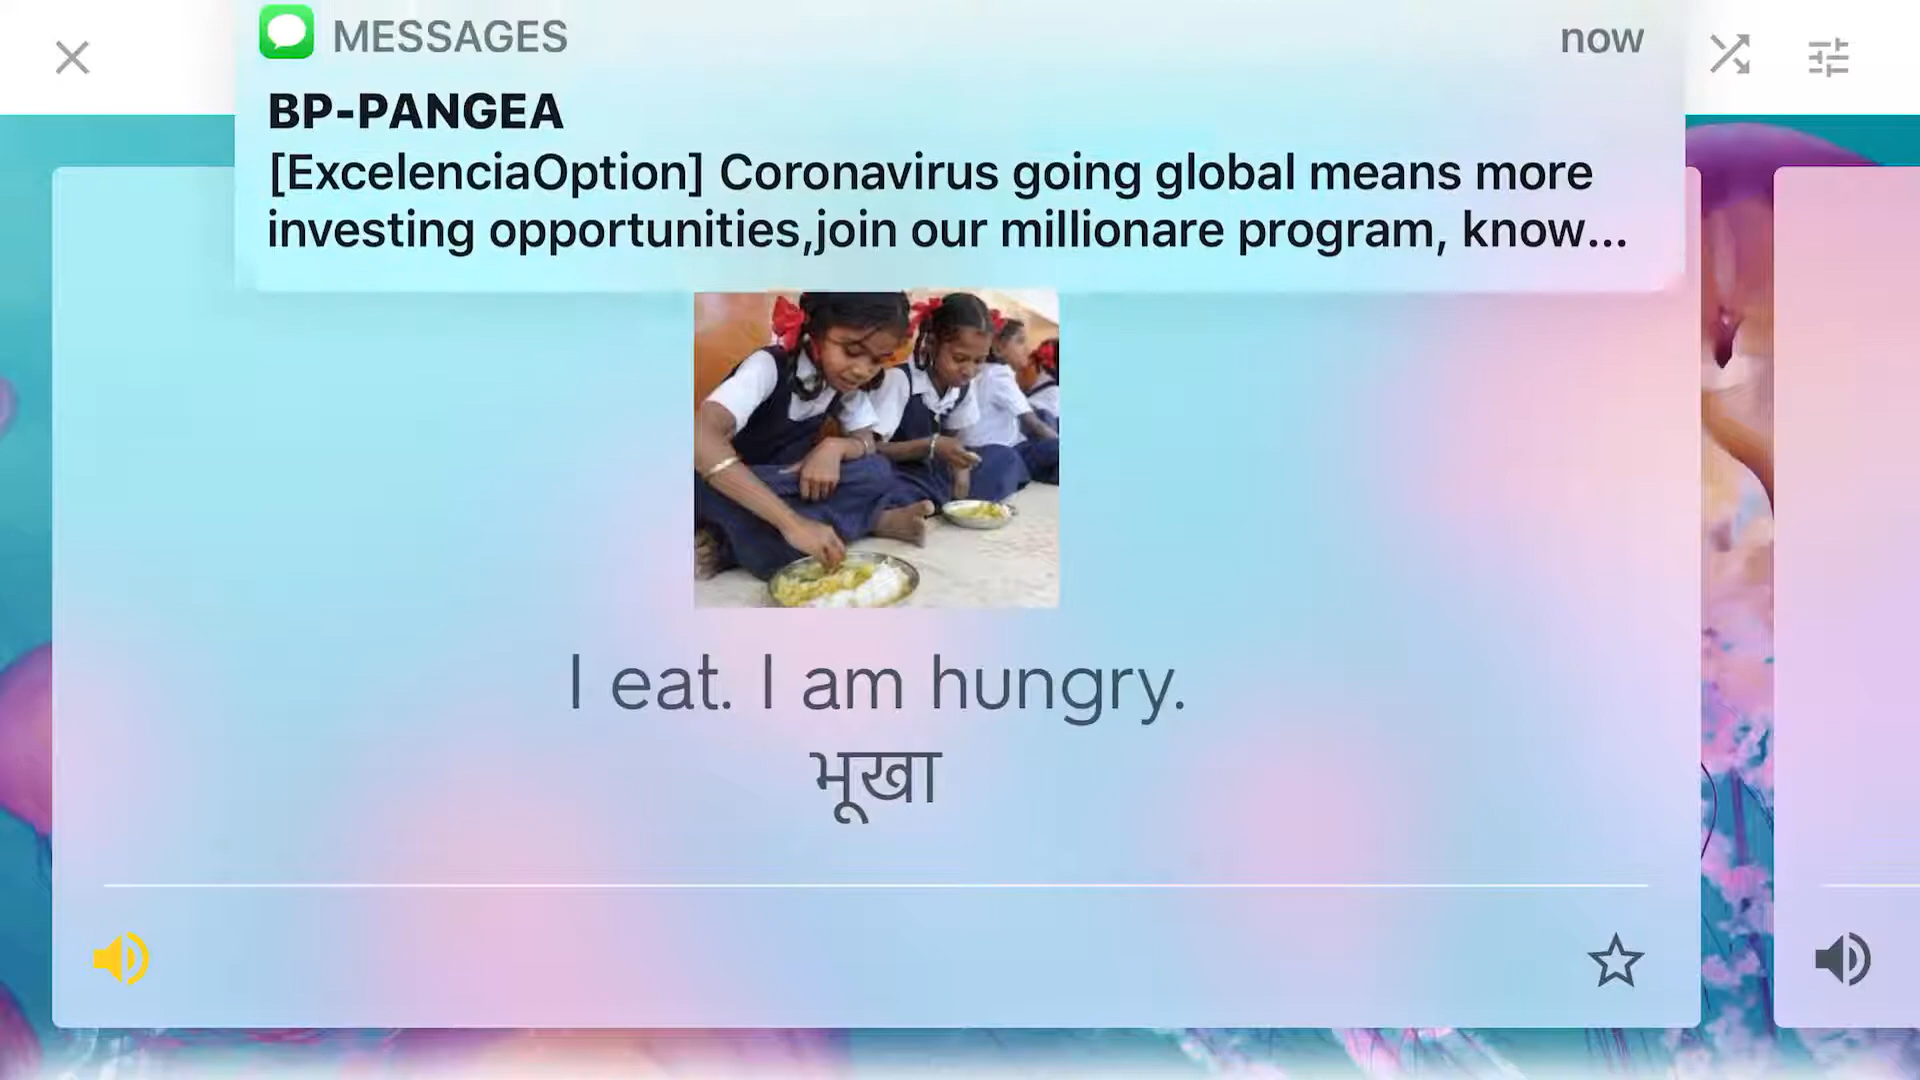 MESSAGES
now
BP-PANGEA
[ExcelenciaOption] Coronavirus going global means more
investing opportunities,join our millionare program, know...
I eat. I am hungry.
भूखा